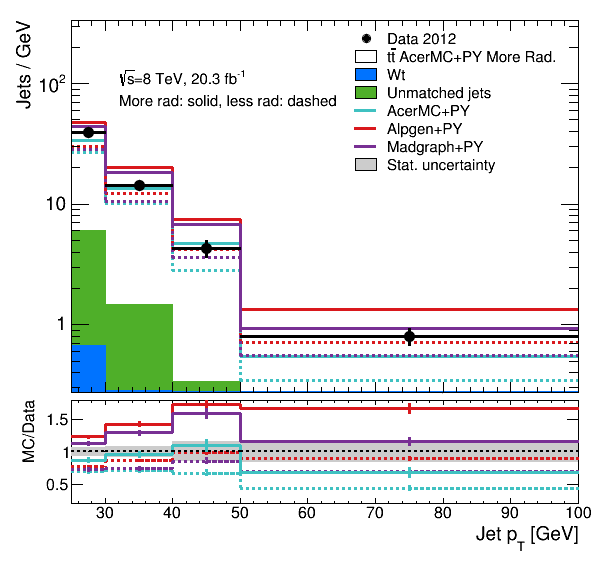 Jets / GeV
10²
10
1
√s=8 TeV, 20.3 fb⁻¹
More rad: solid, less rad: dashed
Data 2012
tt̄ AcerMC+PY More Rad.
Wt
Unmatched jets
AcerMC+PY
Alpgen+PY
Madgraph+PY
Stat. uncertainty
MC/Data
1.5
1
0.5
30 40 50 60 70 80 90 100
Jet p_T [GeV]